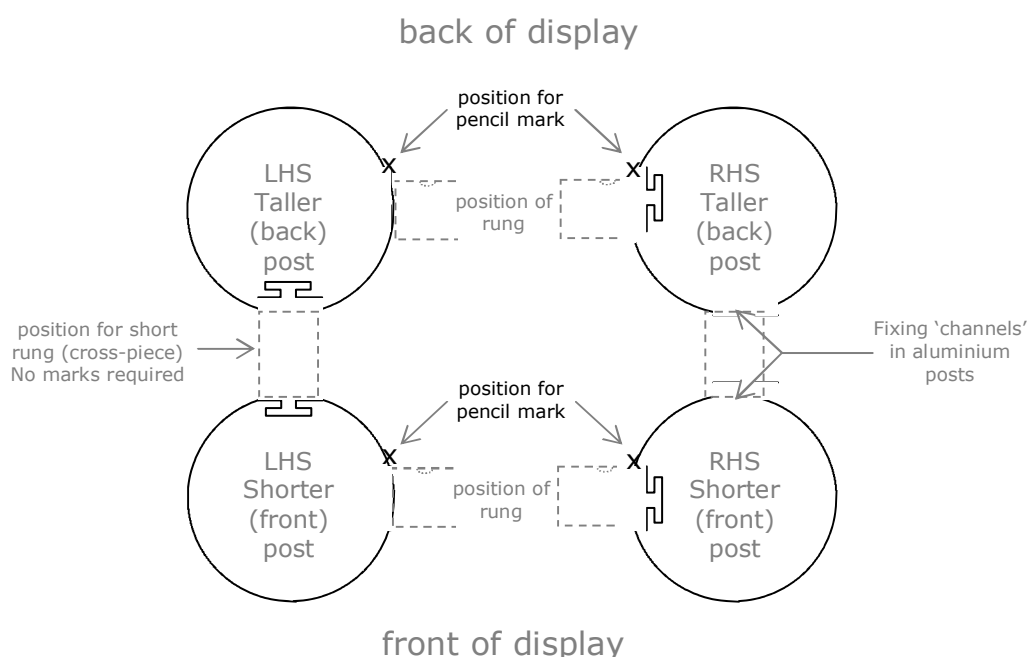 back of display
position for
pencil mark
x
x
LHS
Taller
(back)
post
position of
rung
RHS
Taller
(back)
post
position for short
rung (cross-piece)
No marks required
Fixing ‘channels’
in aluminium
posts
position for
pencil mark
x
x
LHS
Shorter
(front)
post
position of
rung
RHS
Shorter
(front)
post
front of display